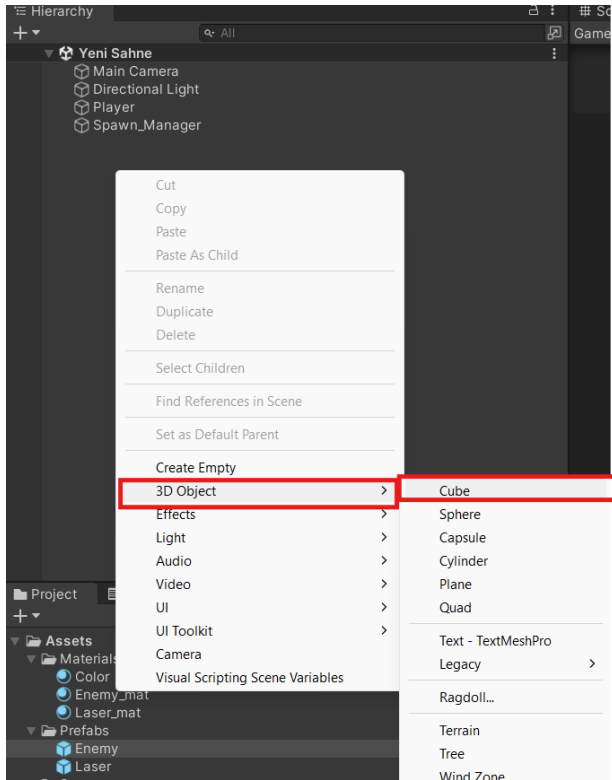 Hierarchy
# Sc
All
Game
Yeni Sahne
Main Camera
Directional Light
Player
Spawn_Manager
Cut
Copy
Paste
Paste As Child
Rename
Duplicate
Delete
Select Children
Find References in Scene
Set as Default Parent
Create Empty
3D Object
Effects
Light
Audio
Video
UI
UI Toolkit
Camera
Visual Scripting Scene Variables
Cube
Sphere
Capsule
Cylinder
Plane
Quad
Text - TextMeshPro
Legacy
Ragdoll...
Terrain
Tree
Wind Zone
Project
Assets
Materials
Color
Enemy_mat
Laser_mat
Prefabs
Enemy
Laser